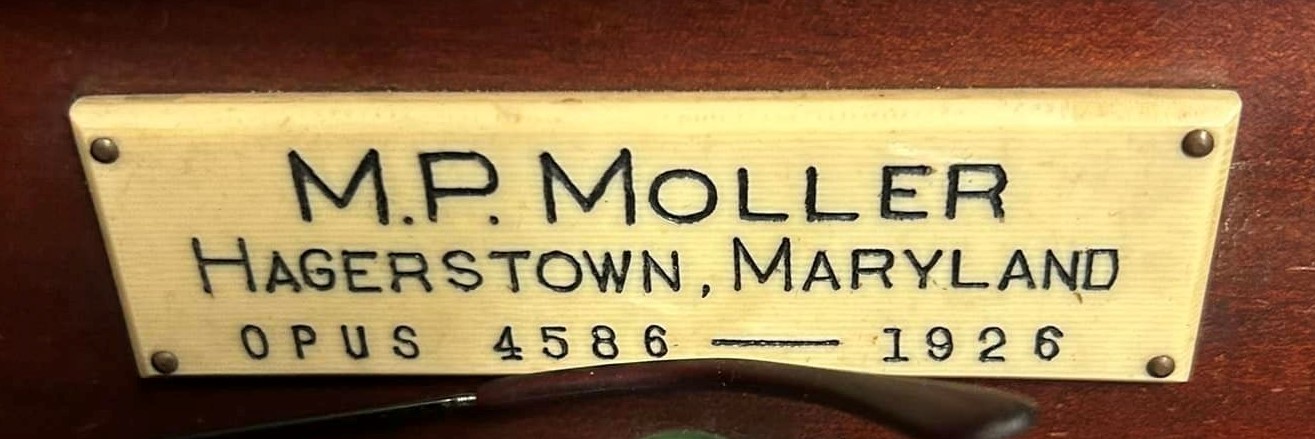 M.P. MOLLER
HAGERSTOWN, MARYLAND
OPUS 4586 — 1926